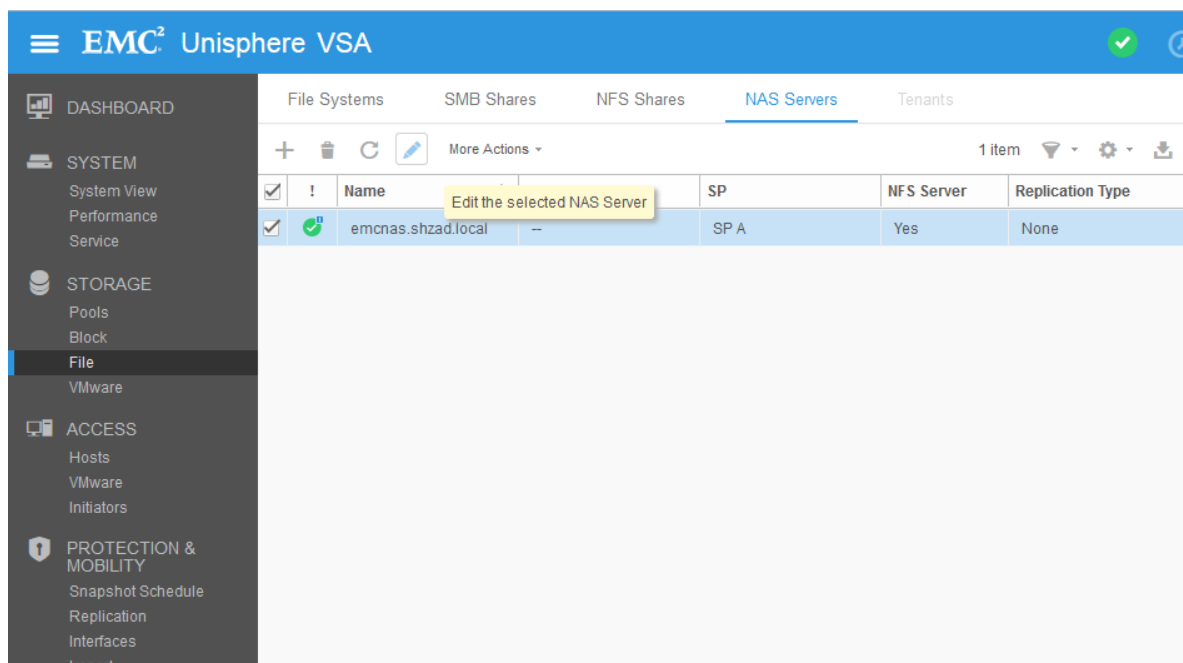 EMC² Unisphere VSA
DASHBOARD
SYSTEM
System View
Performance
Service
STORAGE
Pools
Block
File
VMware
ACCESS
Hosts
VMware
Initiators
PROTECTION &
MOBILITY
Snapshot Schedule
Replication
Interfaces
File Systems SMB Shares NFS Shares NAS Servers Tenants
More Actions 1 item
! Name SP NFS Server Replication Type
Edit the selected NAS Server
emcnas.shzad.local -- SP A Yes None